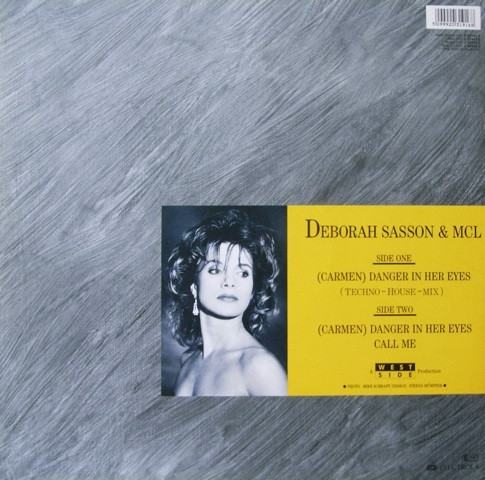 DEBORAH SASSON & MCL
SIDE ONE
(CARMEN) DANGER IN HER EYES
(TECHNO-HOUSE-MIX)
SIDE TWO
(CARMEN) DANGER IN HER EYES
CALL ME
A WEST SIDE Production